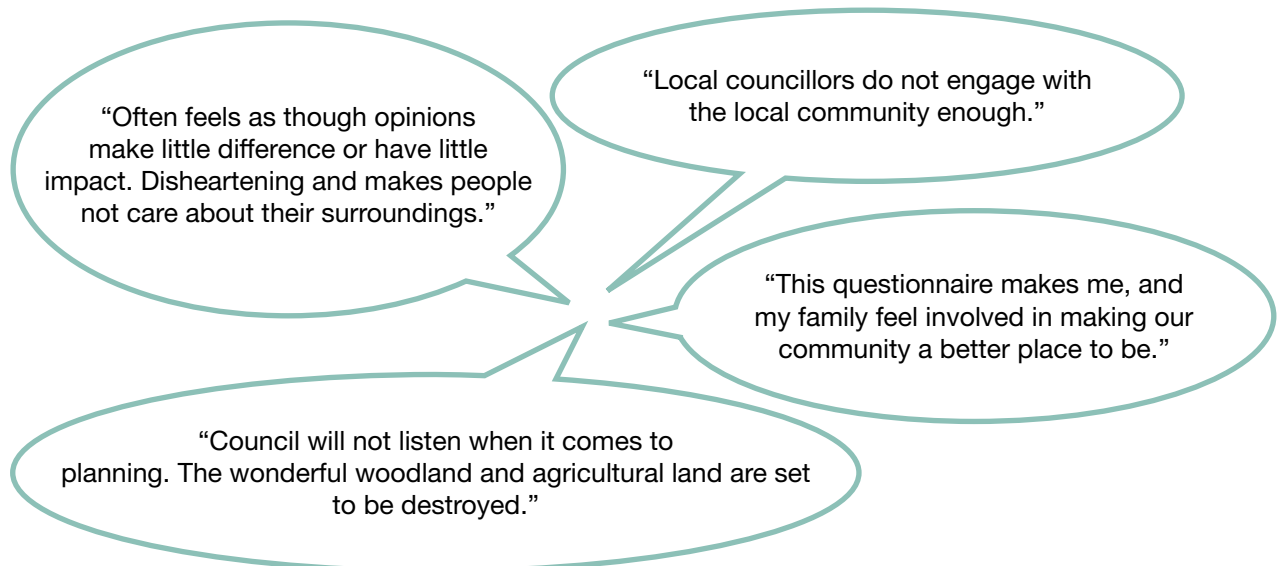 “Often feels as though opinions
make little difference or have little
impact. Disheartening and makes people
not care about their surroundings.”
“Local councillors do not engage with
the local community enough.”
“This questionnaire makes me, and
my family feel involved in making our
community a better place to be.”
“Council will not listen when it comes to
planning. The wonderful woodland and agricultural land are set
to be destroyed.”